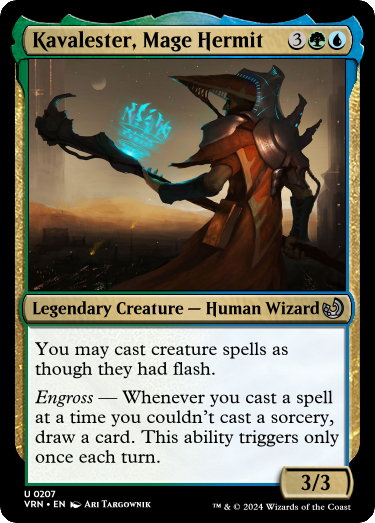 Kavalester, Mage Hermit 3
Legendary Creature — Human Wizard
You may cast creature spells as
though they had flash.
Engross — Whenever you cast a spell
at a time you couldn't cast a sorcery,
draw a card. This ability triggers only
once each turn.
3/3
U 0207
VRN • EN Ari Targownik
™ & © 2024 Wizards of the Coast